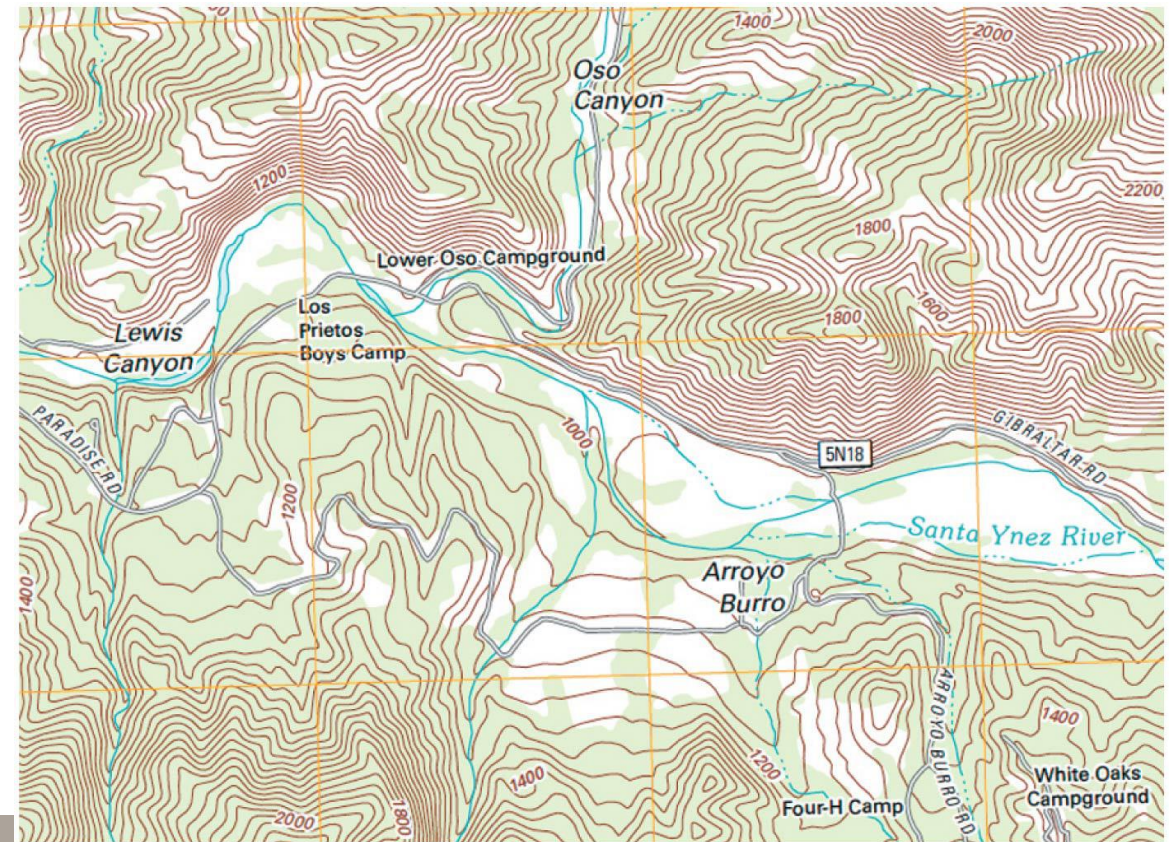 1400
2000
Oso
Canyon
1200
2200
1800
Lower Oso Campground
1600
Los
Prietos
Boys Camp
1800
Lewis
Canyon
PARADISE RD
1000
GIBRALTAR RD
5N18
1200
Santa Ynez River
Arroyo
Burro
1400
ARROYO BURRO RD
1400
1200
White Oaks
Campground
1400
Four-H Camp
2000
1800